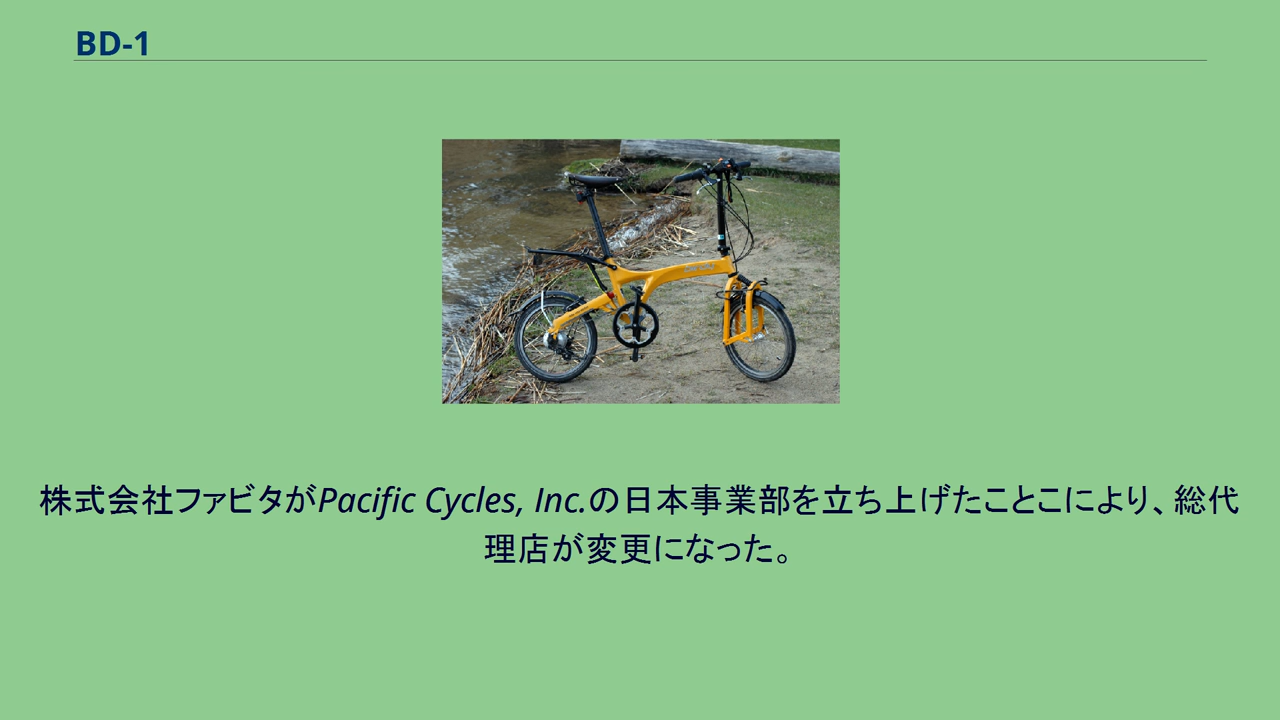 BD-1
株式会社ファビタがPacific Cycles, Inc.の日本事業部を立ち上げたことこにより、総代
理店が変更になった。